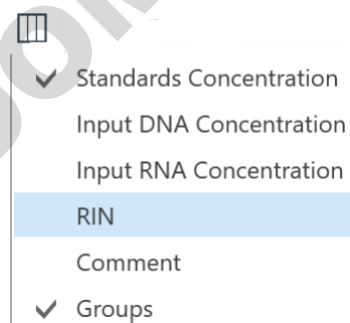 Standards Concentration
Input DNA Concentration
Input RNA Concentration
RIN
Comment
Groups